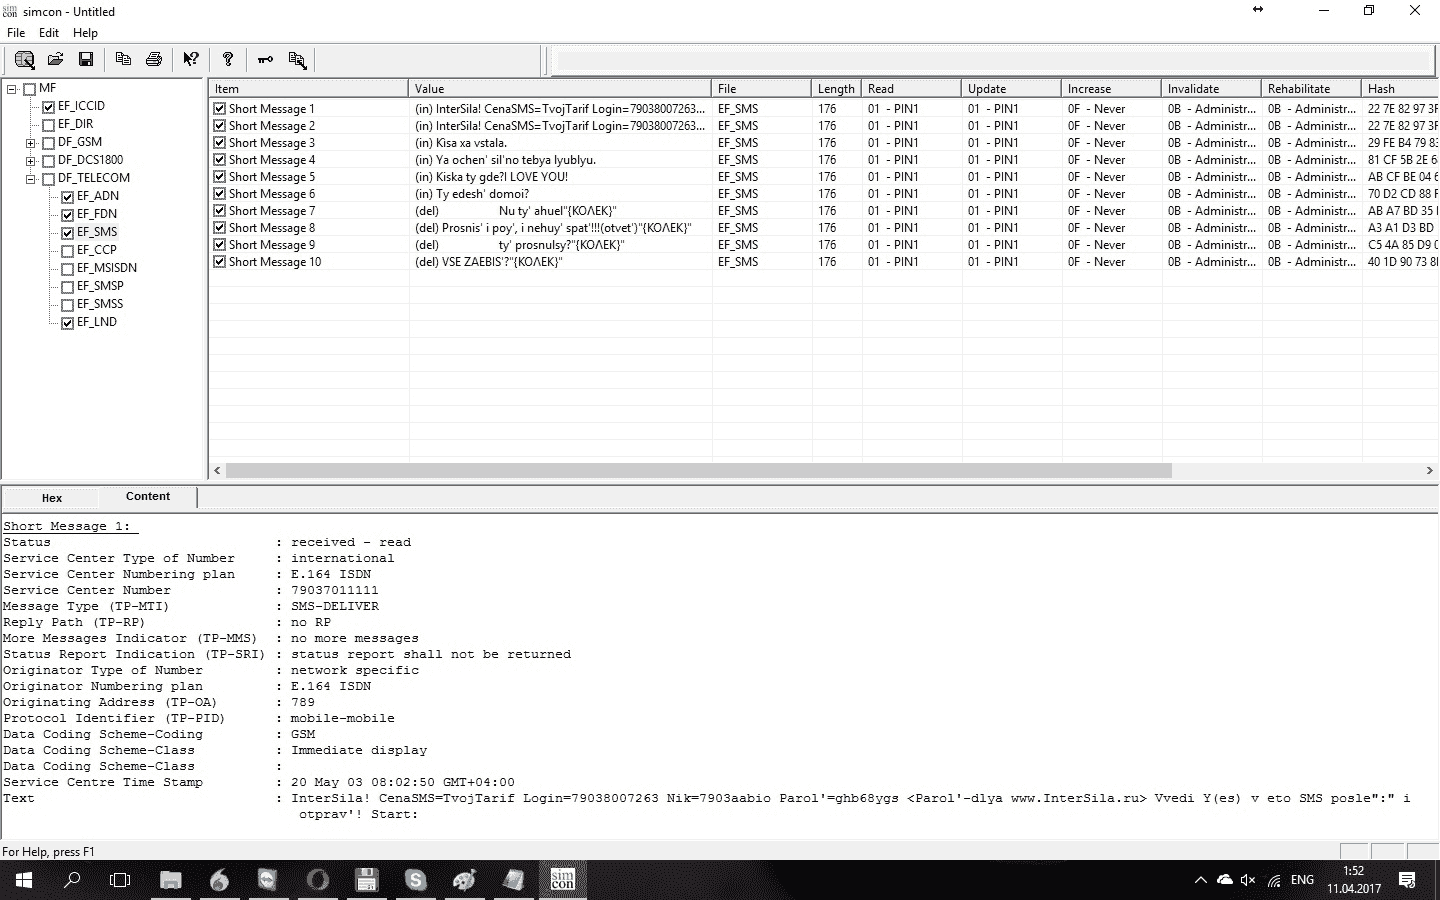 sim con simcon - Untitled
File Edit Help
MF
EF_ICCID
EF_DIR
DF_GSM
DF_DCS1800
DF_TELECOM
EF_ADN
EF_FDN
EF_SMS
EF_CCP
EF_MSISDN
EF_SMSP
EF_SMSS
EF_LND
Item Value File Length Read Update Increase Invalidate Rehabilitate Hash
Short Message 1 (in) InterSila! CenaSMS=TvojTarif Login=79038007263... EF_SMS 176 01 - PIN1 01 - PIN1 0F - Never 0B - Administr... 0B - Administr... 22 7E 82 97 3F
Short Message 2 (in) InterSila! CenaSMS=TvojTarif Login=79038007263... EF_SMS 176 01 - PIN1 01 - PIN1 0F - Never 0B - Administr... 0B - Administr... 22 7E 82 97 3F
Short Message 3 (in) Kisa xa vstala. EF_SMS 176 01 - PIN1 01 - PIN1 0F - Never 0B - Administr... 0B - Administr... 29 FE B4 79 83
Short Message 4 (in) Ya ochen' sil'no tebya lyublyu. EF_SMS 176 01 - PIN1 01 - PIN1 0F - Never 0B - Administr... 0B - Administr... 81 CF 5B 2E 6
Short Message 5 (in) Kiska ty gde?I LOVE YOU! EF_SMS 176 01 - PIN1 01 - PIN1 0F - Never 0B - Administr... 0B - Administr... AB CF BE 04 6
Short Message 6 (in) Ty edesh' domoi? EF_SMS 176 01 - PIN1 01 - PIN1 0F - Never 0B - Administr... 0B - Administr... 70 D2 CD 88 F
Short Message 7 (del) Nu ty' ahuel"{KOΛEK}" EF_SMS 176 01 - PIN1 01 - PIN1 0F - Never 0B - Administr... 0B - Administr... AB A7 BD 35
Short Message 8 (del) Prosnis' i poy', i nehuy' spat'!!!(otvet')"{KOΛEK}" EF_SMS 176 01 - PIN1 01 - PIN1 0F - Never 0B - Administr... 0B - Administr... A3 A1 D3 BD
Short Message 9 (del) ty' prosnulsy?"{KOΛEK}" EF_SMS 176 01 - PIN1 01 - PIN1 0F - Never 0B - Administr... 0B - Administr... C5 4A 85 D9
Short Message 10 (del) VSE ZAEBIS'?"{KOΛEK}" EF_SMS 176 01 - PIN1 01 - PIN1 0F - Never 0B - Administr... 0B - Administr... 40 1D 90 73
Hex Content
Short Message 1:
Status : received - read
Service Center Type of Number : international
Service Center Numbering plan : E.164 ISDN
Service Center Number : 79037011111
Message Type (TP-MTI) : SMS-DELIVER
Reply Path (TP-RP) : no RP
More Messages Indicator (TP-MMS) : no more messages
Status Report Indication (TP-SRI) : status report shall not be returned
Originator Type of Number : network specific
Originator Numbering plan : E.164 ISDN
Originating Address (TP-OA) : 789
Protocol Identifier (TP-PID) : mobile-mobile
Data Coding Scheme-Coding : GSM
Data Coding Scheme-Class : Immediate display
Data Coding Scheme-Class :
Service Centre Time Stamp : 20 May 03 08:02:50 GMT+04:00
Text : InterSila! CenaSMS=TvojTarif Login=79038007263 Nik=7903aabio Parol'=ghb68ygs <Parol'-dlya www.InterSila.ru> Vvedi Y(es) v eto SMS posle":" i
otprav'! Start:
For Help, press F1
sim con
ENG
1:52
11.04.2017